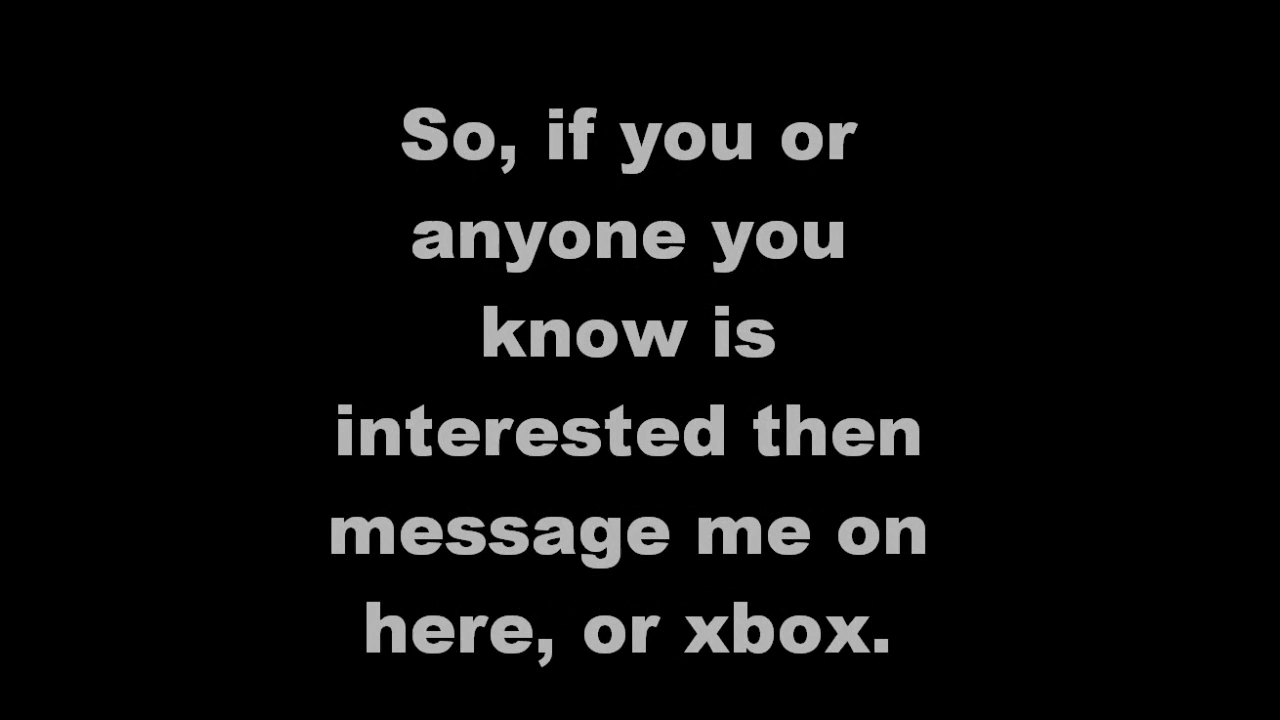 So, if you or
anyone you
know is
interested then
message me on
here, or xbox.